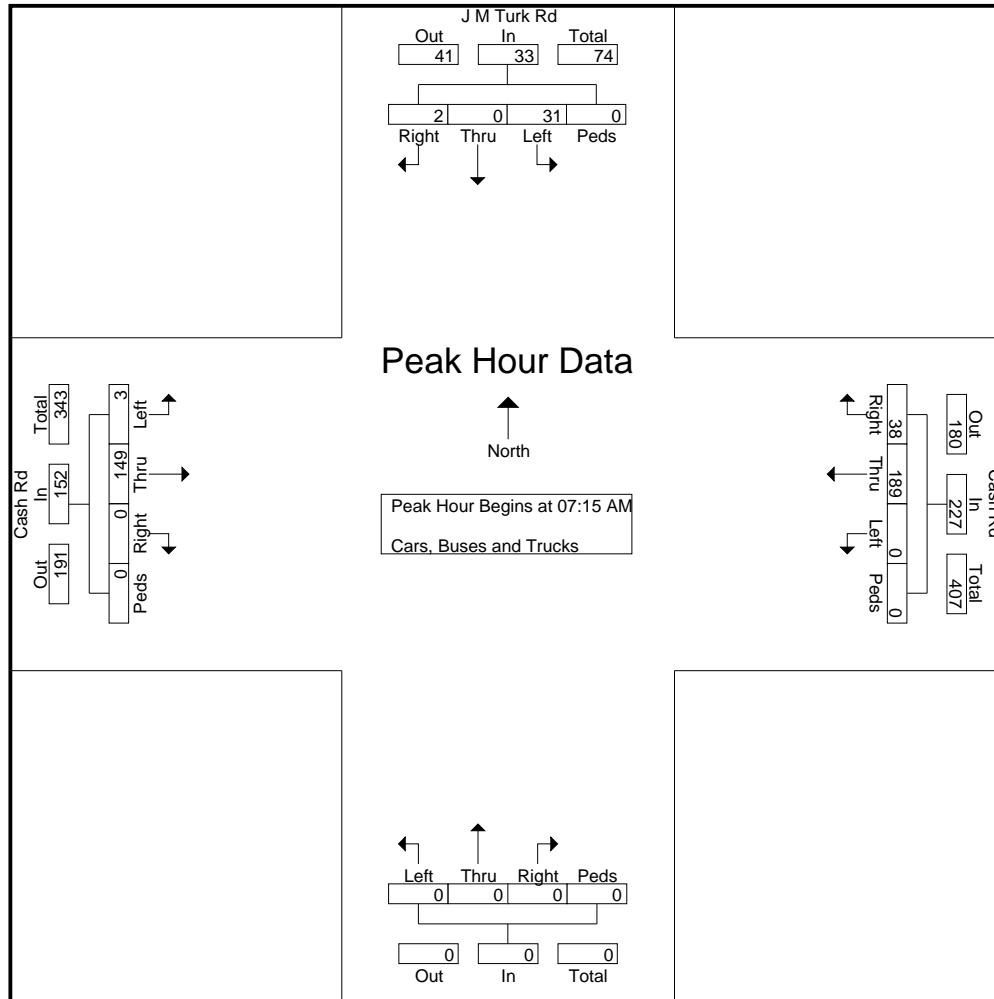 J M Turk Rd
Out In Total
41 33 74
2 0 31 0
Right Thru Left Peds
Peak Hour Data
North
Peak Hour Begins at 07:15 AM
Cars, Buses and Trucks
Cash Rd
Out In Total
191 152 343
3 149 0 0
Left Thru Right Peds
Right Thru Left Peds
38 189 0 0
Out In Total
180 227 407
Cash Rd
Left Thru Right Peds
0 0 0 0
0 0 0
Out In Total